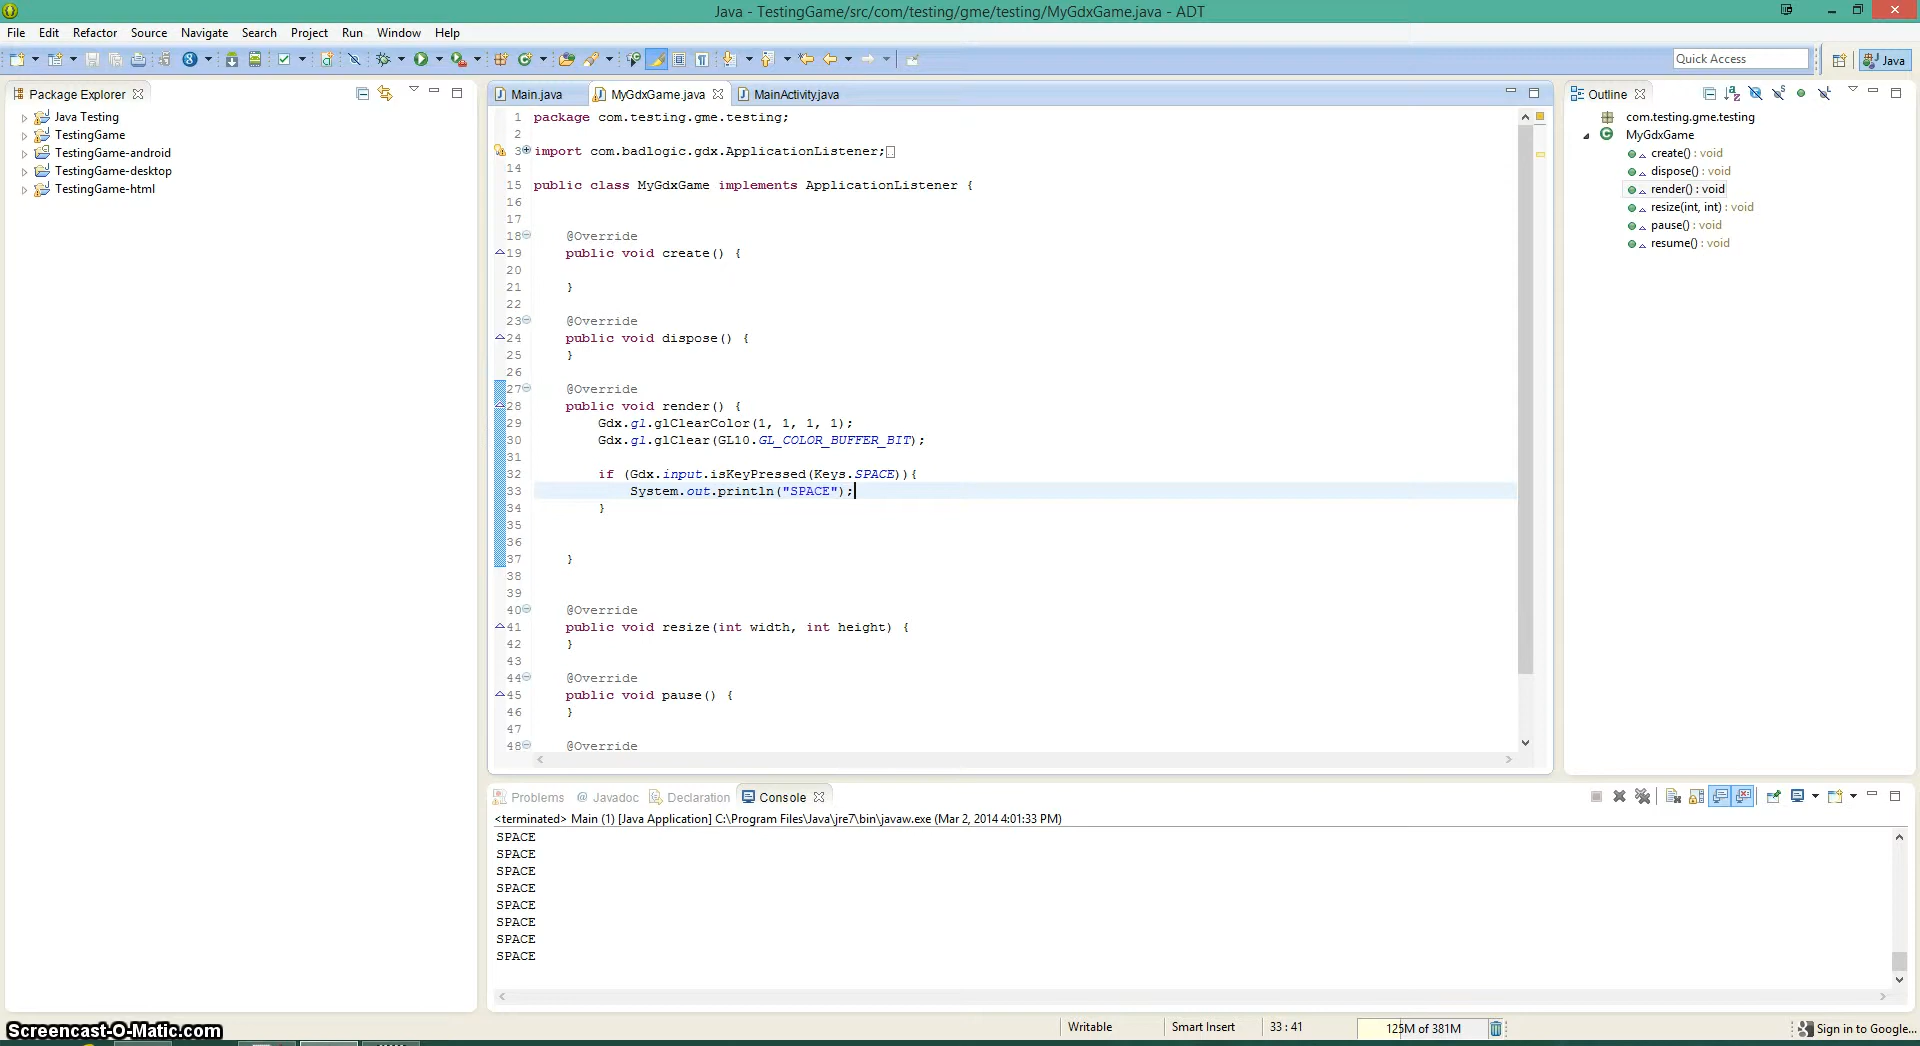 Java - TestingGame/src/com/testing/gme/testing/MyGdxGame.java - ADT
File Edit Refactor Source Navigate Search Project Run Window Help
Quick Access
Java
Package Explorer
Java Testing
TestingGame
TestingGame-android
TestingGame-desktop
TestingGame-html
Main.java MyGdxGame.java MainActivity.java
1 package com.testing.gme.testing;
2
3 import com.badlogic.gdx.ApplicationListener;
14
15 public class MyGdxGame implements ApplicationListener {
16
17
18 @Override
19 public void create() {
20
21 }
22
23 @Override
24 public void dispose() {
25 }
26
27 @Override
28 public void render() {
29 Gdx.gl.glClearColor(1, 1, 1, 1);
30 Gdx.gl.glClear(GL10.GL_COLOR_BUFFER_BIT);
31
32 if (Gdx.input.isKeyPressed(Keys.SPACE)){
33 System.out.println("SPACE");
34 }
35
36
37 }
38
39
40 @Override
41 public void resize(int width, int height) {
42 }
43
44 @Override
45 public void pause() {
46 }
47
48 @Override
Outline
com.testing.gme.testing
MyGdxGame
create() : void
dispose() : void
render() : void
resize(int, int) : void
pause() : void
resume() : void
Problems @ Javadoc Declaration Console
<terminated> Main (1) [Java Application] C:\Program Files\Java\jre7\bin\javaw.exe (Mar 2, 2014 4:01:33 PM)
SPACE
SPACE
SPACE
SPACE
SPACE
SPACE
SPACE
SPACE
Writable Smart Insert 33 : 41 125M of 381M Sign in to Google...
Screencast-O-Matic.com